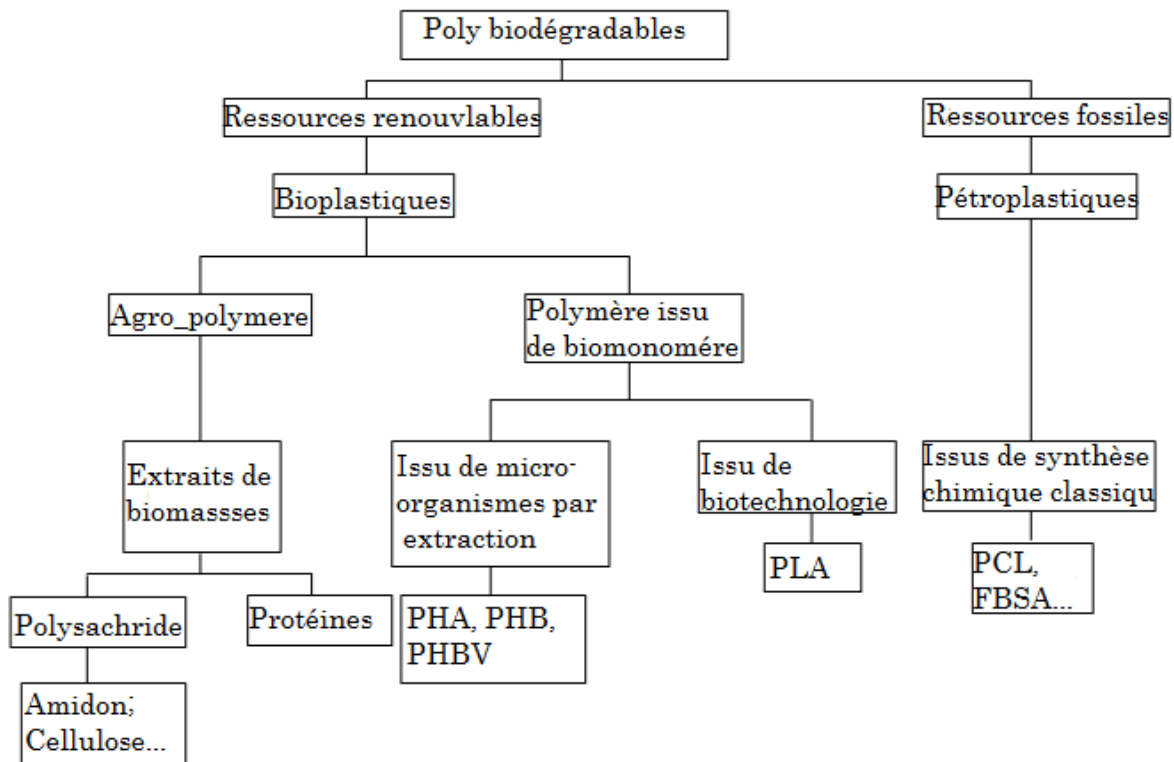 Poly biodégradables
Ressources renouvlables
Ressources fossiles
Bioplastiques
Pétroplastiques
Agro_polymere
Polymère issu
de biomonomére
Extraits de
biomassses
Issu de micro-
organismes par
extraction
Issu de
biotechnologie
Issus de synthèse
chimique classiqu
Polysachride
Protéines
PHA, PHB,
PHBV
PLA
PCL,
FBSA...
Amidon;
Cellulose...